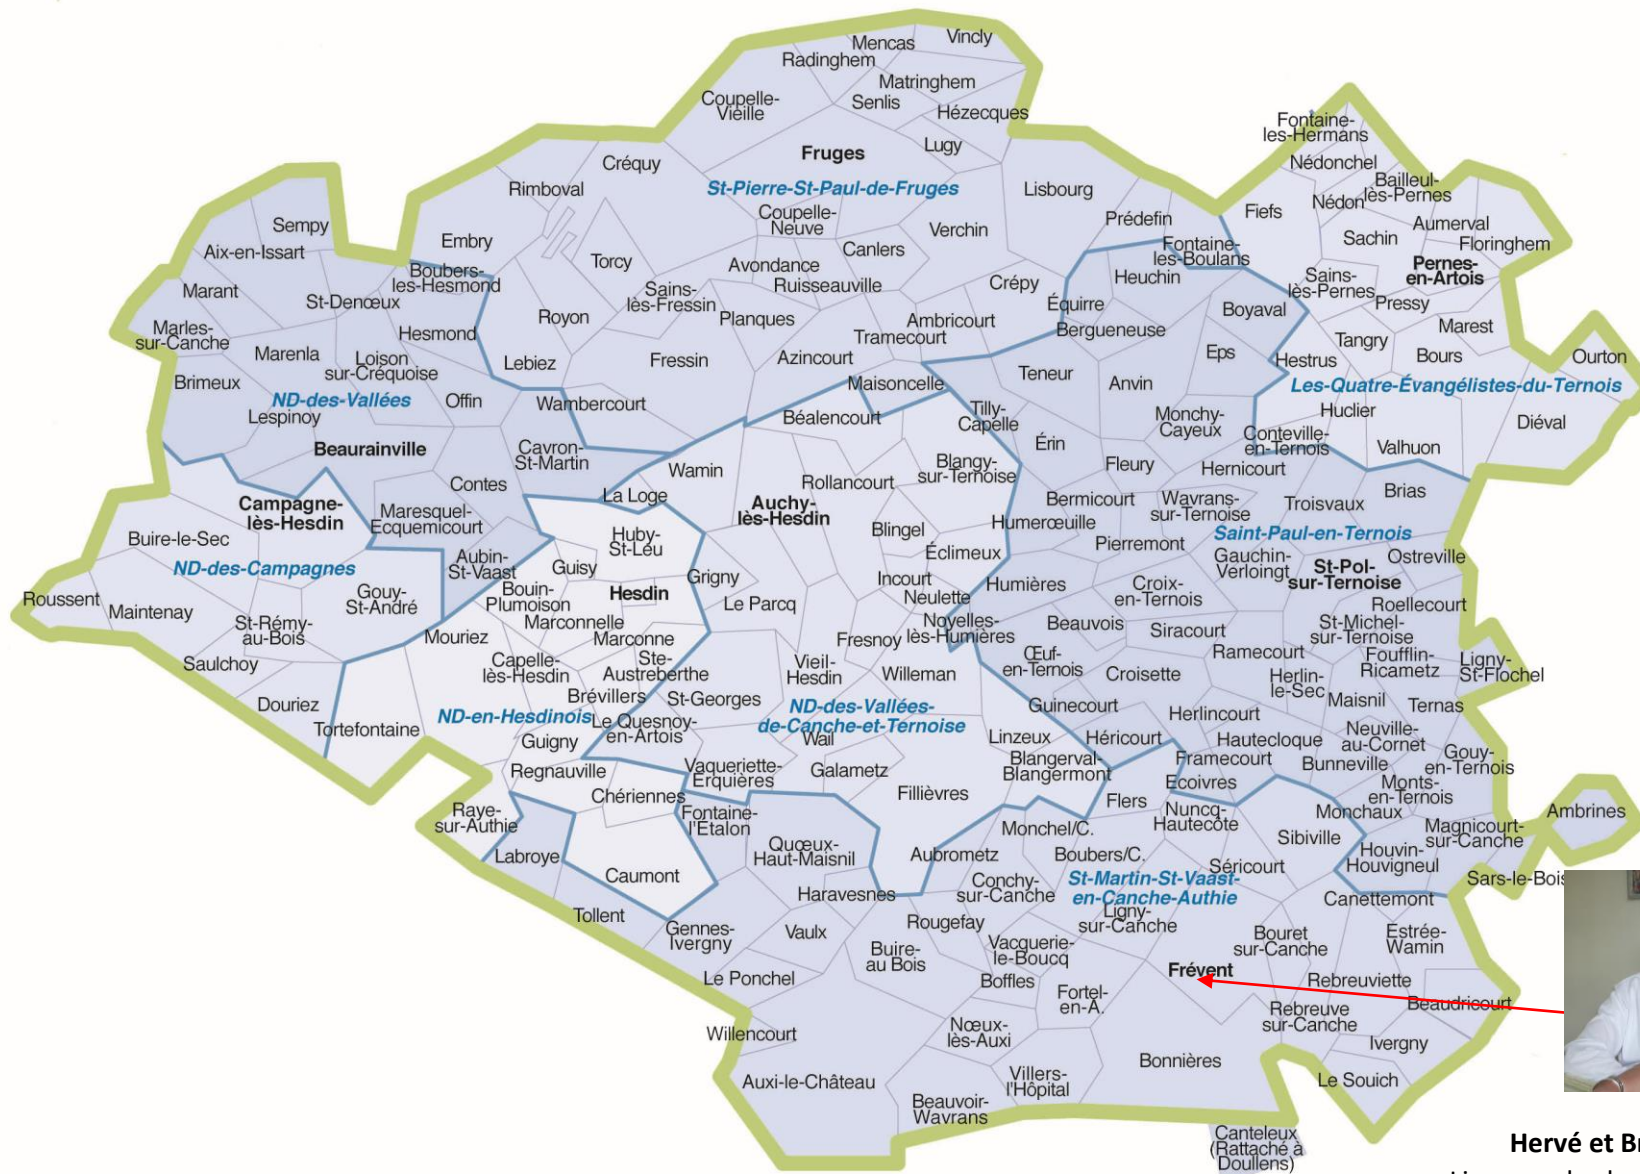 Vincly
Mencas
Radinghem
Matringhem
Coupelle-
Vieille
Senlis
Hézecques
Fontaine-
les-Hermans
Lugy
Fruges
Créquy
Nédonchel
Bailleul-
lès-Pernes
Rimboval
St-Pierre-St-Paul-de-Fruges
Lisbourg
Nédon
Fiefs
Coupelle-
Neuve
Prédefin
Aumerval
Sempy
Verchin
Sachin
Floringhem
Embry
Canlers
Fontaine-
les-Boulans
Aix-en-Issart
Torcy
Avondance
Pernes-
en-Artois
Boubers-
les-Hesmond
Heuchin
Sains-
lès-Pernes
Marant
Sains-
lès-Fressin
Ruisseauville
Crépy
St-Denœux
Équirre
Pressy
Boyaval
Royon
Planques
Ambricourt
Marles-
sur-Canche
Hesmond
Bergueneuse
Marest
Tramecourt
Tangry
Marenla
Loison
sur-Créquoise
Lebiez
Fressin
Azincourt
Eps
Hestrus
Bours
Ourton
Brimeux
Teneur
Anvin
Maisoncelle
Les-Quatre-Évangélistes-du-Ternois
ND-des-Vallées
Offin
Wambercourt
Lespinoy
Béalencourt
Tilly-
Capelle
Monchy-
Cayeux
Huclier
Diéval
Beaurainville
Cavron-
St-Martin
Érin
Conteville-
en-Ternois
Valhuon
Wamin
Blangy-
sur-Ternoise
Fleury
Hernicourt
Contes
Rollancourt
La Loge
Auchy-
lès-Hesdin
Bermicourt
Wavrans-
sur-Ternoise
Troisvaux
Brias
Campagne-
lès-Hesdin
Maresquel-
Ecquemicourt
Humerœuille
Blingel
Buire-le-Sec
Huby-
St-Leu
Pierremont
Saint-Paul-en-Ternois
Éclimeux
Aubin-
St-Vaast
Gauchin-
Verloingt
Ostreville
ND-des-Campagnes
Guisy
St-Pol-
sur-Ternoise
Grigny
Incourt
Humières
Croix-
en-Ternois
Gouy-
St-André
Bouin-
Plumoison
Hesdin
Neulette
Roussent
Le Parcq
Roellecourt
Maintenay
Marconnelle
Noyelles-
lès-Humières
Beauvois
St-Rémy-
au-Bois
St-Michel-
sur-Ternoise
Mouriez
Marconne
Fresnoy
Siracourt
Œuf-
en-Ternois
Ramecourt
Foufflin-
Ricametz
Saulchoy
Capelle-
lès-Hesdin
Ste-
Austreberthe
Vieil-
Hesdin
Willeman
Croisette
Herlin-
le-Sec
Ligny-
St-Flochel
Brévillers
St-Georges
Maisnil
Douriez
Guinecourt
Ternas
ND-en-Hesdinois
ND-des-Vallées-
de-Canche-et-Ternoise
Herlincourt
Tortefontaine
Le Quesnoy-
en-Artois
Linzeux
Héricourt
Hautecloque
Neuville-
au-Cornet
Guigny
Wail
Framecourt
Gouy-
en-Ternois
Regnauville
Vaqueriette-
Erquières
Galametz
Blangerval-
Blangermont
Bunneville
Ecoivres
Monts-
en-Ternois
Chériennes
Fillièvres
Flers
Raye-
sur-Authie
Fontaine-
l'Étalon
Nuncq-
Hautecôte
Monchaux
Ambrines
Monchel/C.
Sibiville
Magnicourt-
sur-Canche
Labroye
Quœux-
Haut-Maisnil
Aubrometz
Boubers/C.
Houvin-
Houvigneul
Séricourt
Caumont
Conchy-
sur-Canche
St-Martin-St-Vaast-
en-Canche-Authie
Sars-le-Bois
Haravesnes
Canettemont
Tollent
Rougefay
Ligny-
sur-Canche
Gennes-
Ivergny
Vaulx
Bouret
sur-Canche
Estrée-
Wamin
Buire-
au Bois
Vacquerie-
le-Boucq
Le Ponchel
Frévent
Boffles
Rebreuviette
Fortel-
en-A.
Beaudricourt
Rebreuve
sur-Canche
Willencourt
Nœux-
lès-Auxi
Ivergny
Bonnières
Auxi-le-Château
Villers-
l'Hôpital
Le Souich
Beauvoir-
Wavrans
Canteleux
(Rattaché à
Doullens)
Hervé et Br